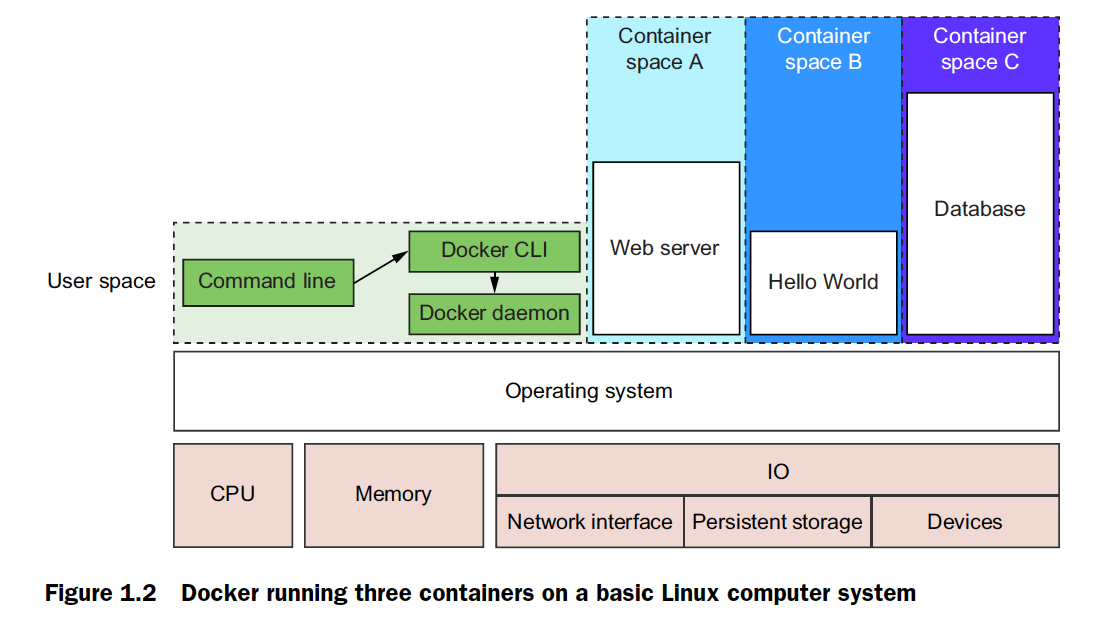 Container
space A
Container
space B
Container
space C
Database
Web server
Docker CLI
Hello World
User space
Command line
Docker daemon
Operating system
CPU
Memory
IO
Network interface
Persistent storage
Devices
Figure 1.2 Docker running three containers on a basic Linux computer system